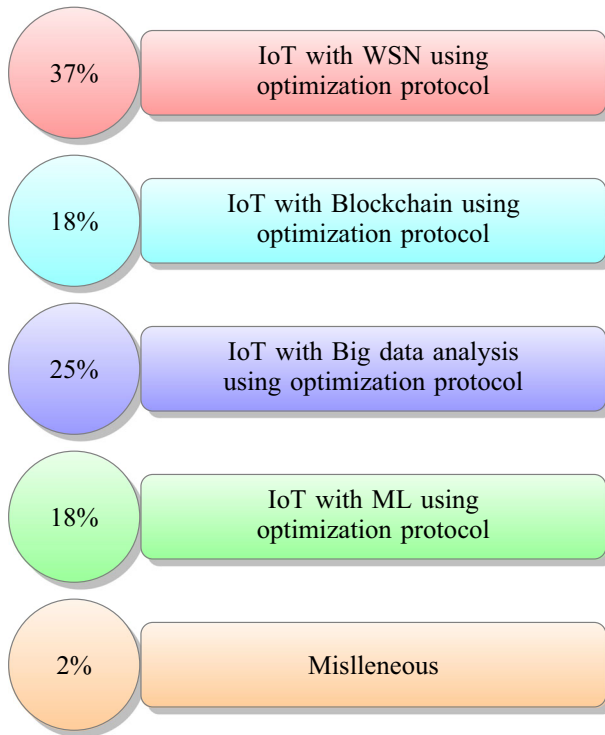 37%
IoT with WSN using
optimization protocol
18%
IoT with Blockchain using
optimization protocol
25%
IoT with Big data analysis
using optimization protocol
18%
IoT with ML using
optimization protocol
2%
Mislleneous